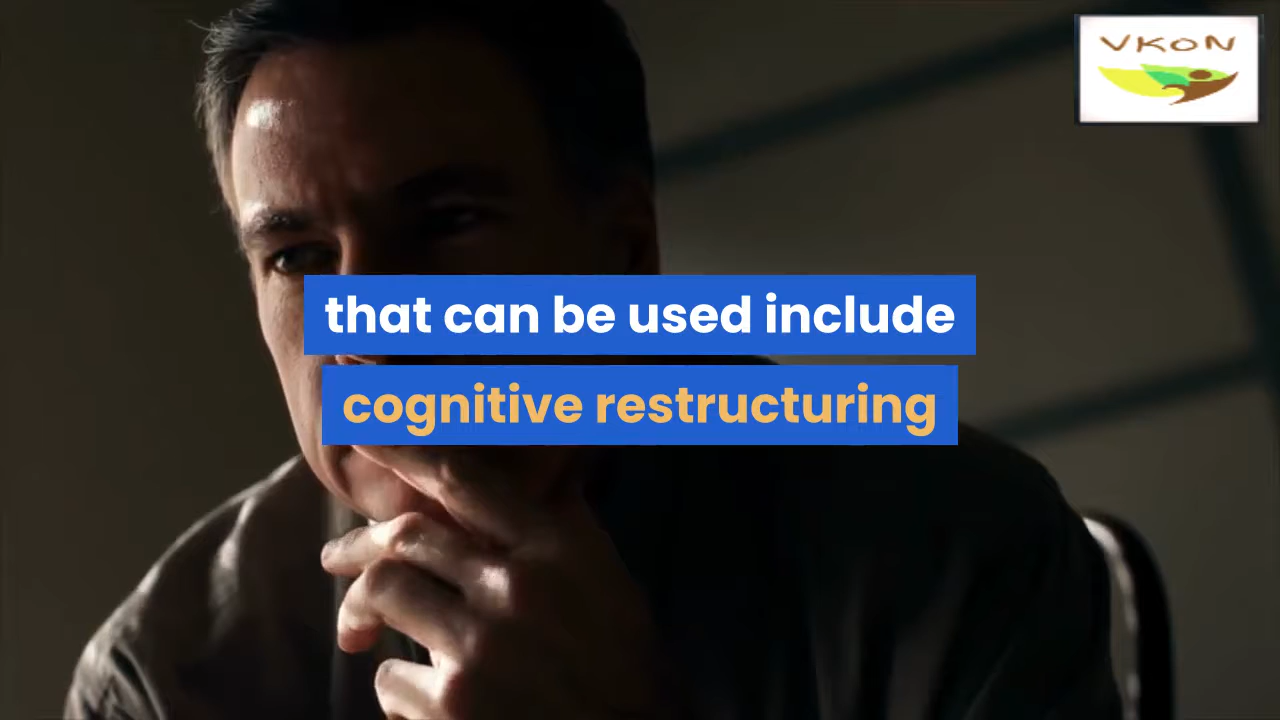 VKoN
that can be used include
cognitive restructuring